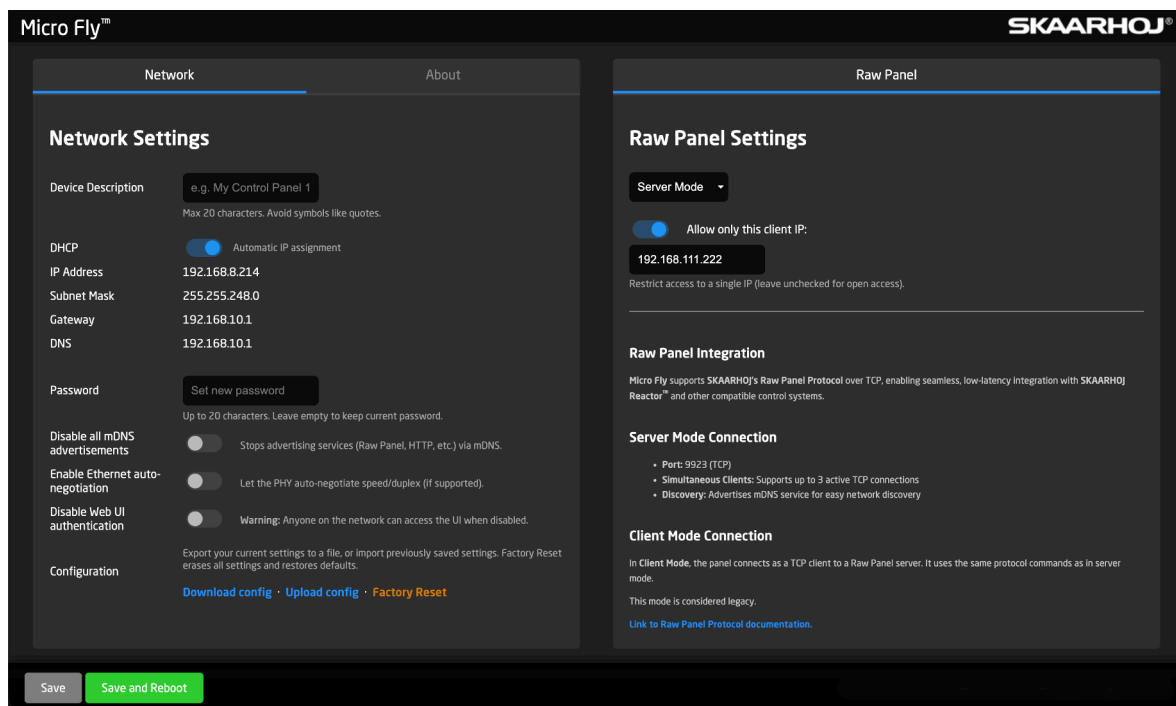 Micro Fly™
SKAARHOJ®
Network
About
Network Settings
Device Description
e.g. My Control Panel 1
Max 20 characters. Avoid symbols like quotes.
DHCP
Automatic IP assignment
IP Address
192.168.8.214
Subnet Mask
255.255.248.0
Gateway
192.168.10.1
DNS
192.168.10.1
Password
Set new password
Up to 20 characters. Leave empty to keep current password.
Disable all mDNS
advertisements
Stops advertising services (Raw Panel, HTTP, etc.) via mDNS.
Enable Ethernet auto-
negotiation
Let the PHY auto-negotiate speed/duplex (if supported).
Disable Web UI
authentication
Warning: Anyone on the network can access the UI when disabled.
Configuration
Export your current settings to a file, or import previously saved settings. Factory Reset
erases all settings and restores defaults.
Download config · Upload config · Factory Reset
Raw Panel
Raw Panel Settings
Server Mode
Allow only this client IP:
192.168.111.222
Restrict access to a single IP (leave unchecked for open access).
Raw Panel Integration
Micro Fly supports SKAARHOJ's Raw Panel Protocol over TCP, enabling seamless, low-latency integration with SKAARHOJ
Reactor™ and other compatible control systems.
Server Mode Connection
• Port: 9923 (TCP)
• Simultaneous Clients: Supports up to 3 active TCP connections
• Discovery: Advertises mDNS service for easy network discovery
Client Mode Connection
In Client Mode, the panel connects as a TCP client to a Raw Panel server. It uses the same protocol commands as in server
mode.
This mode is considered legacy.
Link to Raw Panel Protocol documentation.
Save
Save and Reboot